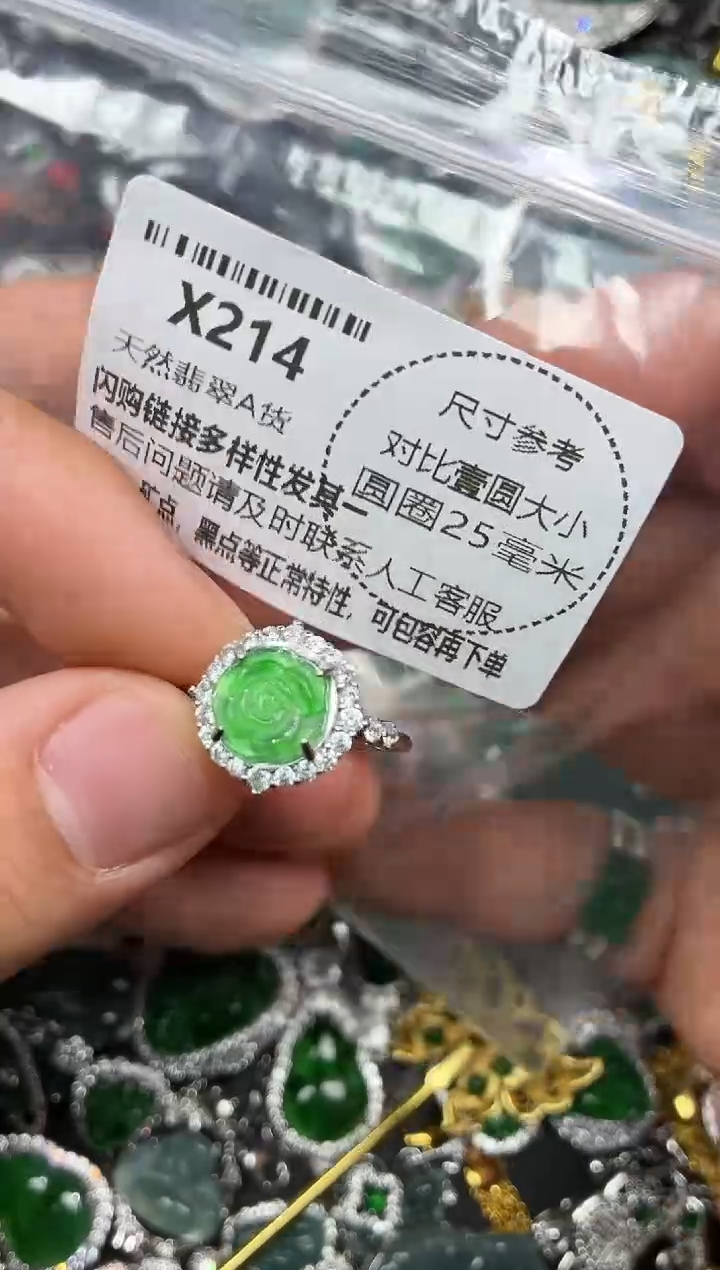 X214
天然翡翠A货
闪购链接多样性发其一
售后问题请及时联系人工客服
矿点，黑点等正常特性，可包容再下单
尺寸参考
对比壹圆大小
圆圈25毫米